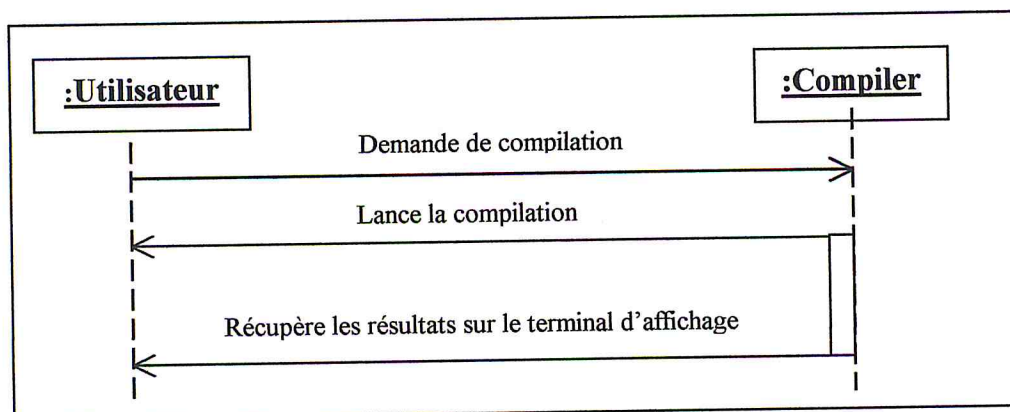 :Utilisateur
:Compiler
Demande de compilation
Lance la compilation
Récupère les résultats sur le terminal d'affichage